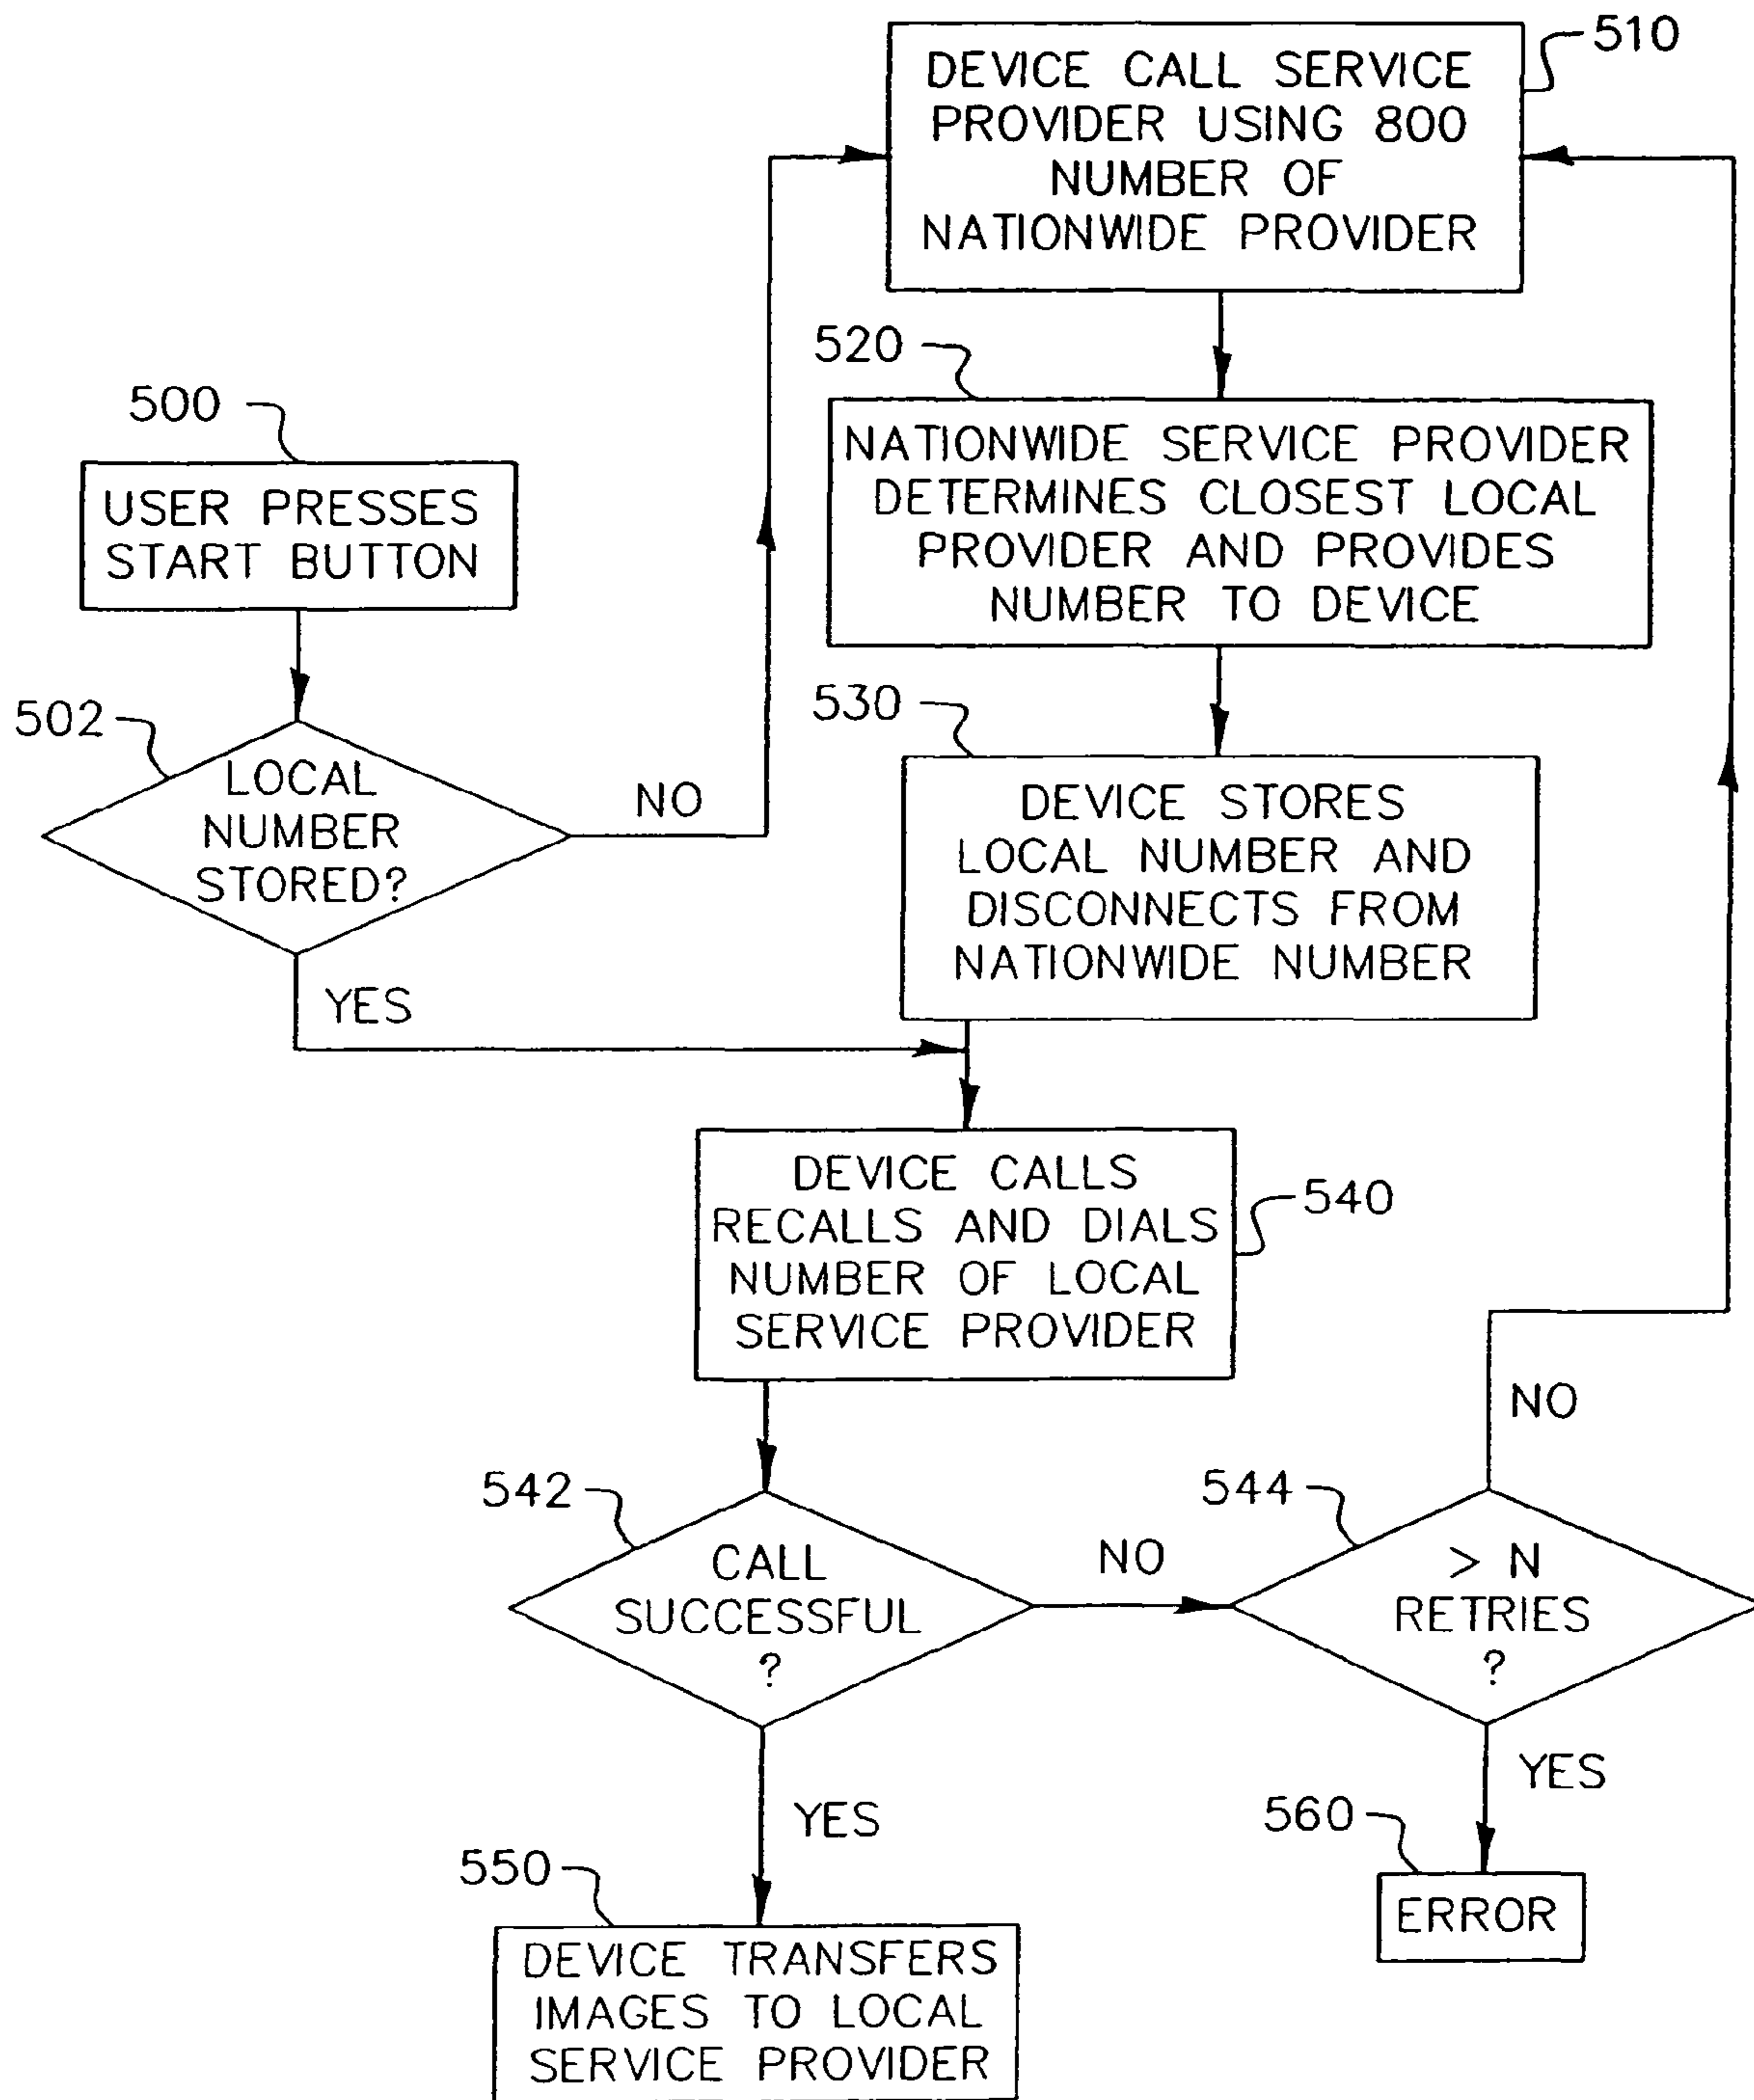 510
DEVICE CALL SERVICE
PROVIDER USING 800
NUMBER OF
NATIONWIDE PROVIDER
520
NATIONWIDE SERVICE PROVIDER
DETERMINES CLOSEST LOCAL
PROVIDER AND PROVIDES
NUMBER TO DEVICE
500
USER PRESSES
START BUTTON
502
LOCAL
NUMBER
STORED?
NO
YES
530
DEVICE STORES
LOCAL NUMBER AND
DISCONNECTS FROM
NATIONWIDE NUMBER
540
DEVICE CALLS
RECALLS AND DIALS
NUMBER OF LOCAL
SERVICE PROVIDER
542
CALL
SUCCESSFUL
?
NO
544
> N
RETRIES
?
NO
YES
560
ERROR
YES
550
DEVICE TRANSFERS
IMAGES TO LOCAL
SERVICE PROVIDER